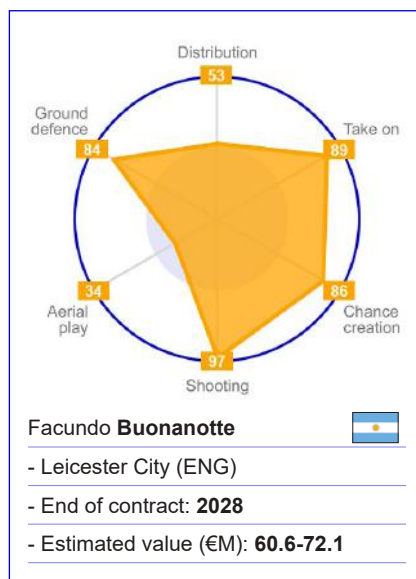 Distribution
53
Ground
defence
84
Take on
89
34
Aerial
play
86
Chance
creation
97
Shooting
Facundo Buonanotte
- Leicester City (ENG)
- End of contract: 2028
- Estimated value (€M): 60.6-72.1